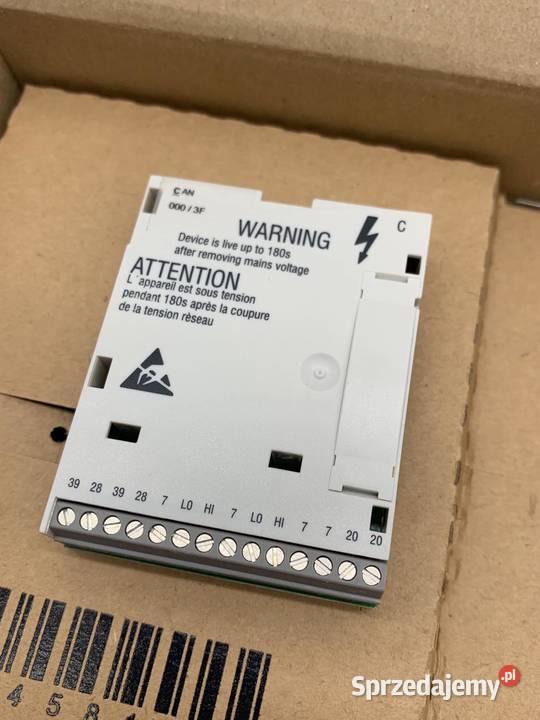 CAN
000 / 3F
C
WARNING
Device is live up to 180s
after removing mains voltage
ATTENTION
L'appareil est sous tension
pendant 180s après la coupure
de la tension rèseau
39 28 39 28 7 LO HI 7 LO HI 7 7 20 20
4 5 8
Sprzedajemy.pl